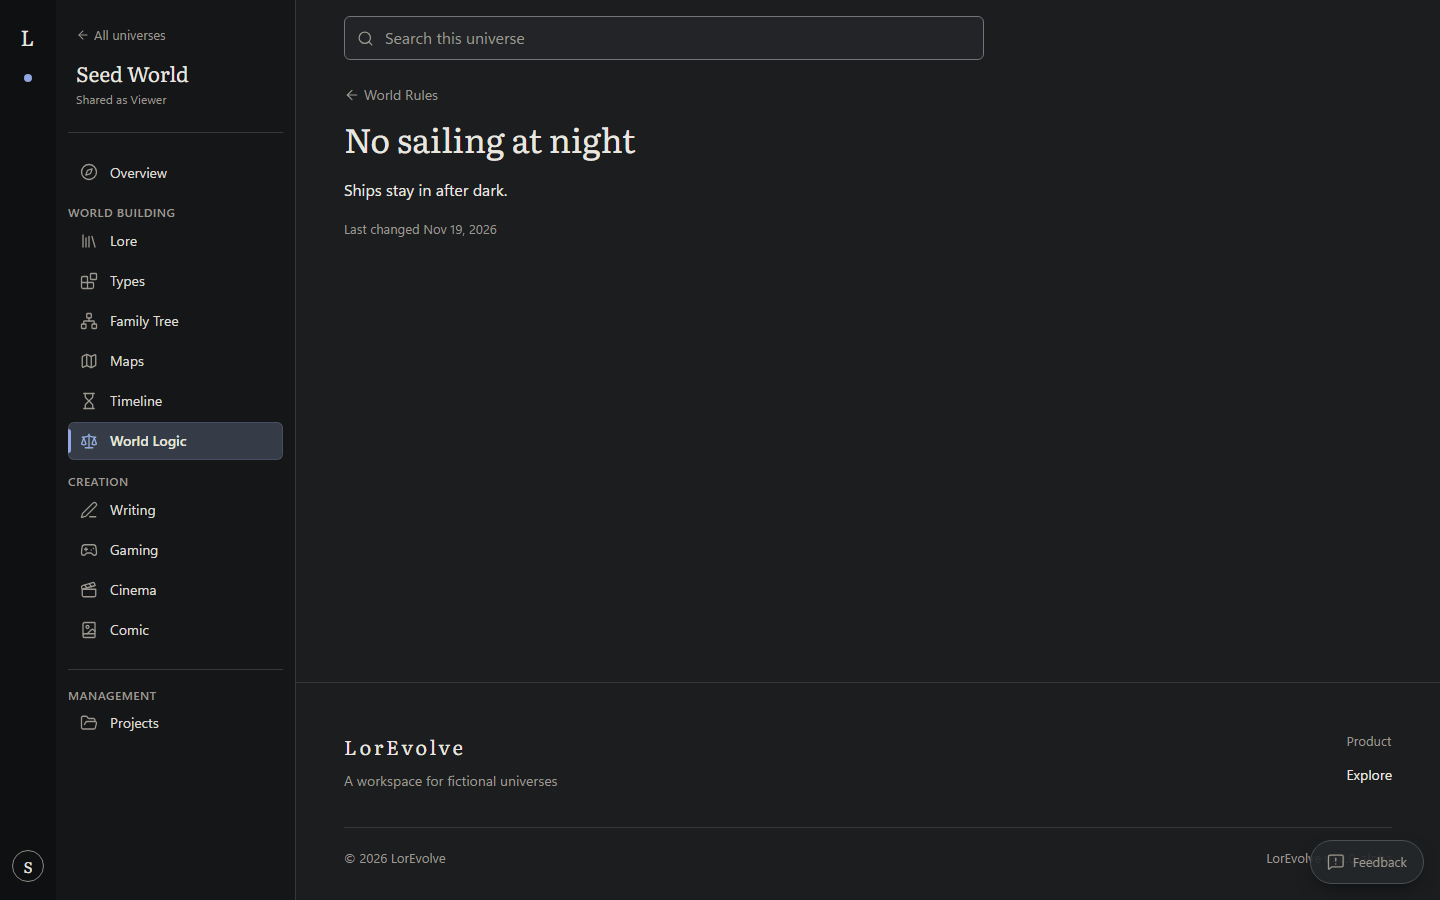 L
All universes
Seed World
Shared as Viewer
Overview
WORLD BUILDING
Lore
Types
Family Tree
Maps
Timeline
World Logic
CREATION
Writing
Gaming
Cinema
Comic
MANAGEMENT
Projects
S
Search this universe
World Rules
No sailing at night
Ships stay in after dark.
Last changed Nov 19, 2026
LorEvolve
A workspace for fictional universes
Product
Explore
© 2026 LorEvolve
Feedback